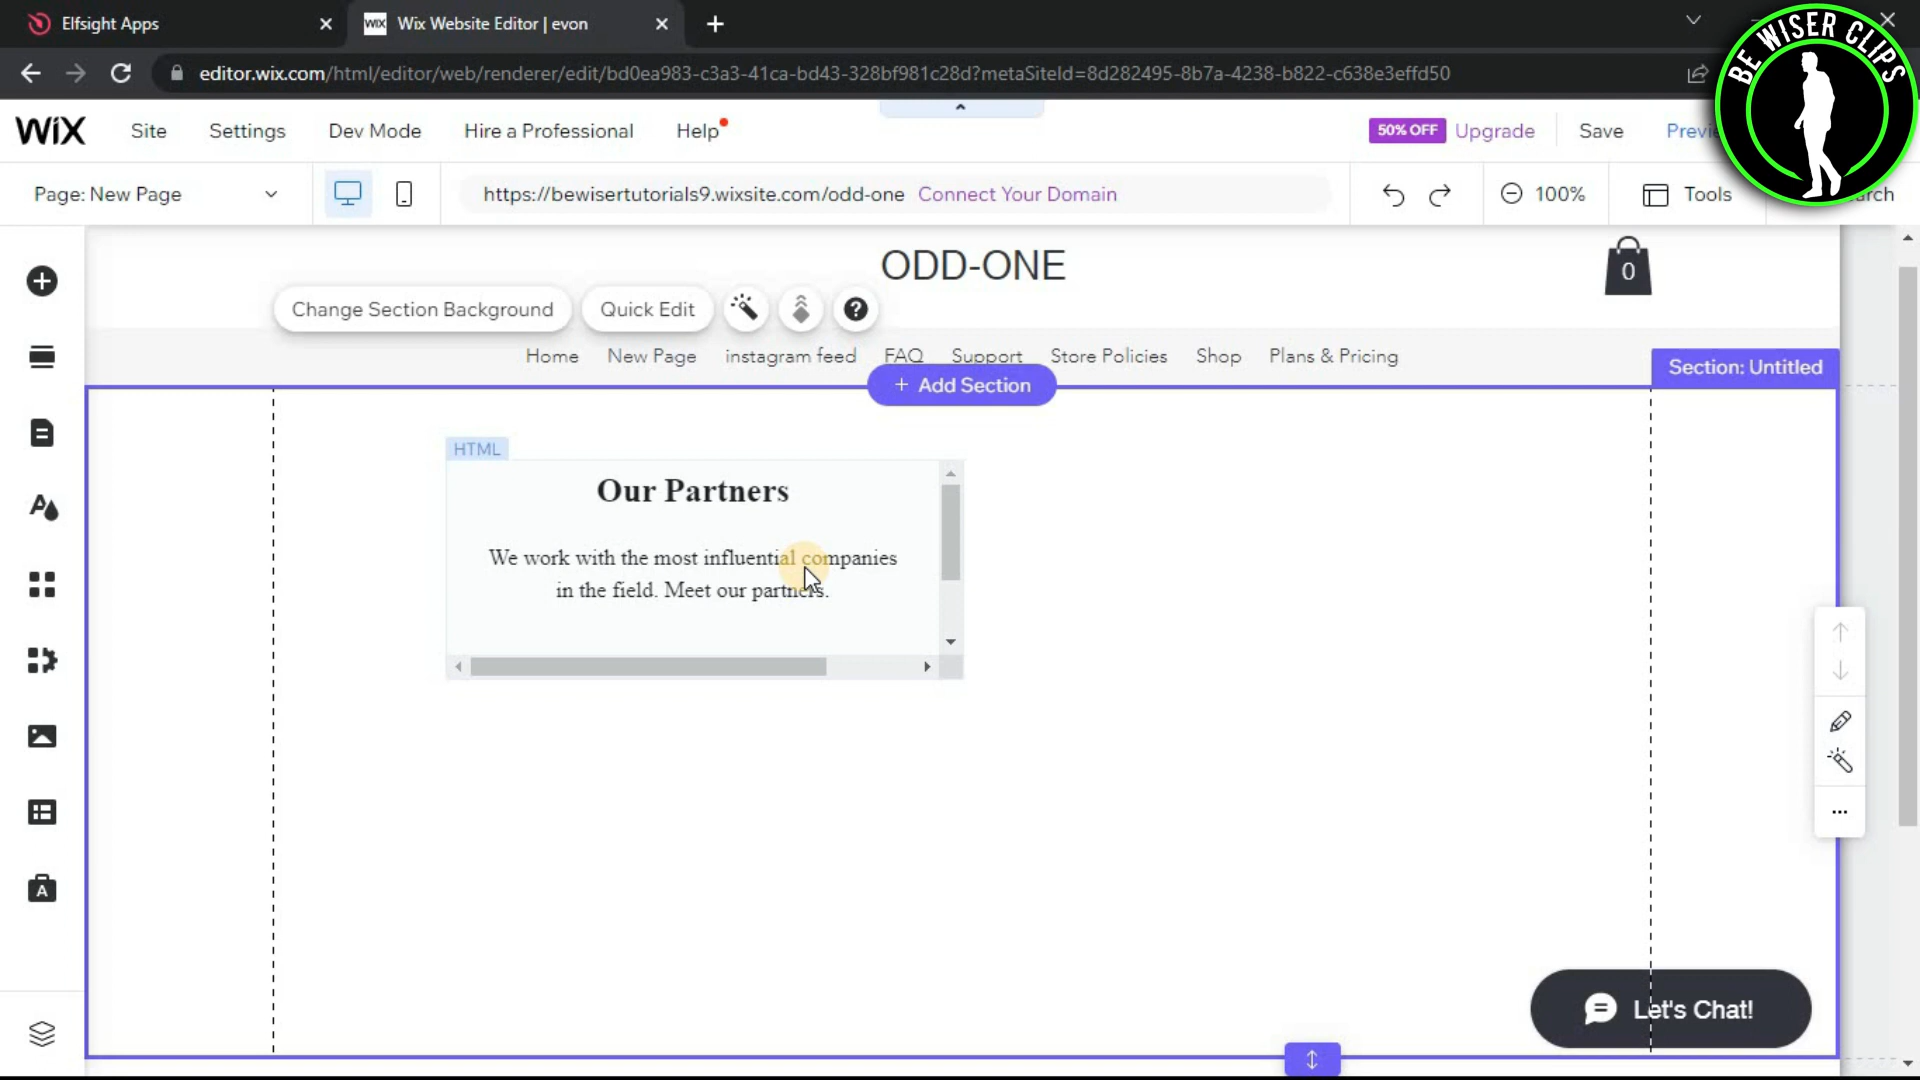 Elfsight Apps
WiX Wix Website Editor | evon
editor.wix.com/html/editor/web/renderer/edit/bd0ea983-c3a3-41ca-bd43-328bf981c28d?metaSiteId=8d282495-8b7a-4238-b822-c638e3effd50
BE WISER CLIPS
WiX Site Settings Dev Mode Hire a Professional Help 50% OFF Upgrade Save Previe
Page: New Page https://bewisertutorials9.wixsite.com/odd-one Connect Your Domain 100% Tools arch
ODD-ONE
0
Change Section Background Quick Edit ?
Home New Page instagram feed FAQ Support Store Policies Shop Plans & Pricing
Section: Untitled
+ Add Section
HTML
Our Partners
We work with the most influential companies
in the field. Meet our partners.
A
A
Let's Chat!